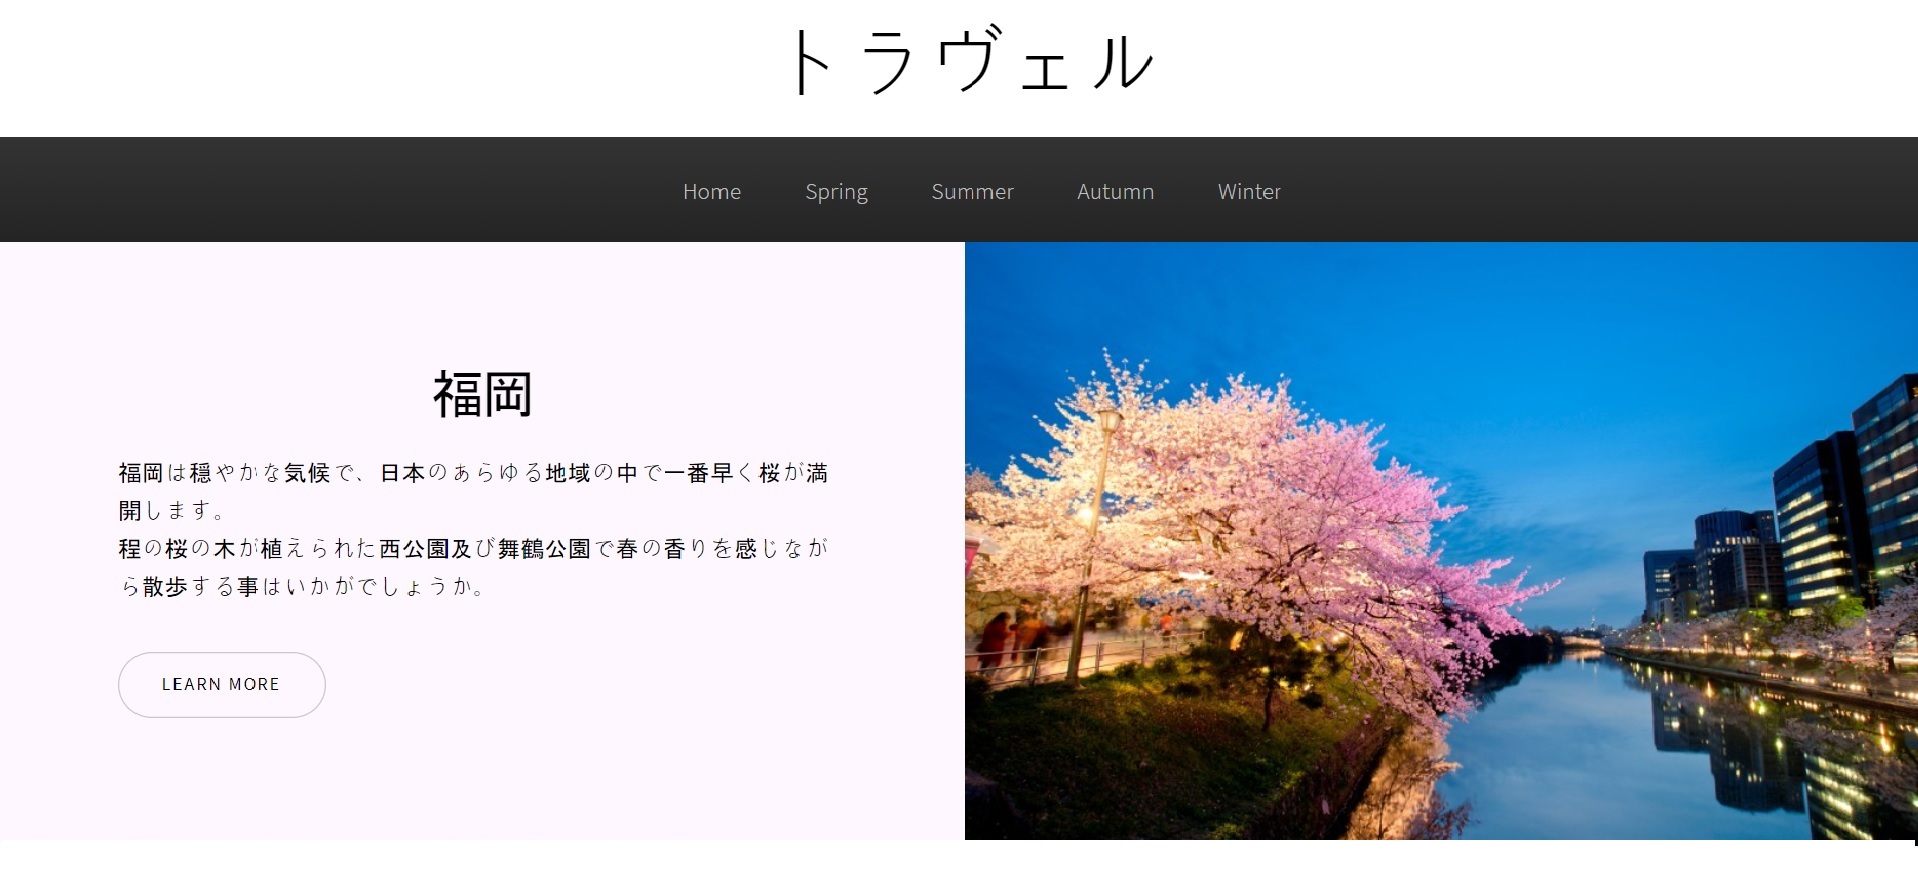 トラヴェル
Home Spring Summer Autumn Winter
福岡
福岡は穏やかな気候で、日本のあらゆる地域の中で一番早く桜が満
開します。
程の桜の木が植えられた西公園及び舞鶴公園で春の香りを感じなが
ら散歩する事はいかがでしょうか。
LEARN MORE